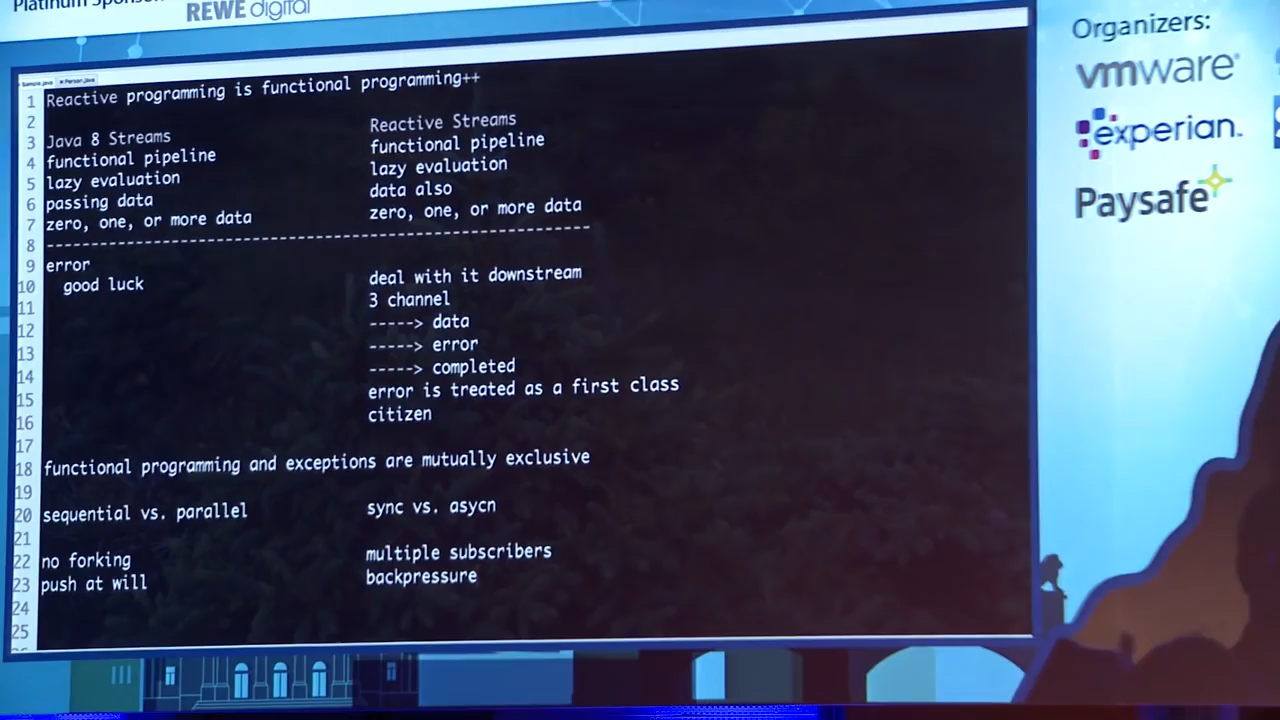 Platinum Sponsor
REWE digital
Organizers:
vmware
experian.
Paysafe
Sample.java
Person.java
1 Reactive programming is functional programming++
2
3 Java 8 Streams Reactive Streams
4 functional pipeline functional pipeline
5 lazy evaluation lazy evaluation
6 passing data data also
7 zero, one, or more data zero, one, or more data
8 --------------------------------------------------------------------
9 error
10 good luck deal with it downstream
11 3 channel
12 -----> data
13 -----> error
14 -----> completed
15 error is treated as a first class
16 citizen
17
18 functional programming and exceptions are mutually exclusive
19
20 sequential vs. parallel sync vs. asycn
21
22 no forking multiple subscribers
23 push at will backpressure
24
25